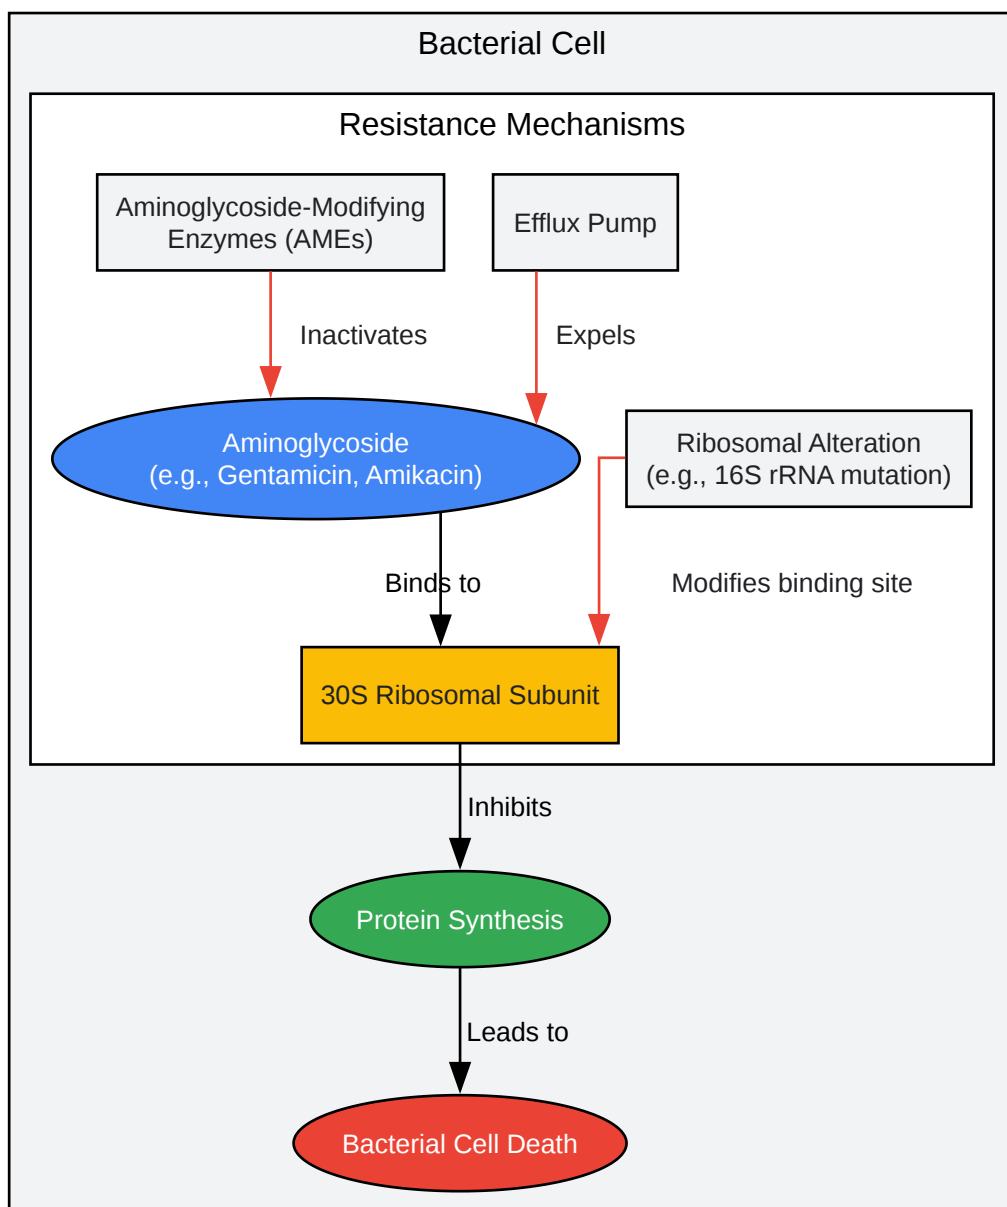 Bacterial Cell
Resistance Mechanisms
Aminoglycoside-Modifying
Enzymes (AMEs)
Efflux Pump
Inactivates
Expels
Aminoglycoside
(e.g., Gentamicin, Amikacin)
Ribosomal Alteration
(e.g., 16S rRNA mutation)
Binds to
Modifies binding site
30S Ribosomal Subunit
Inhibits
Protein Synthesis
Leads to
Bacterial Cell Death